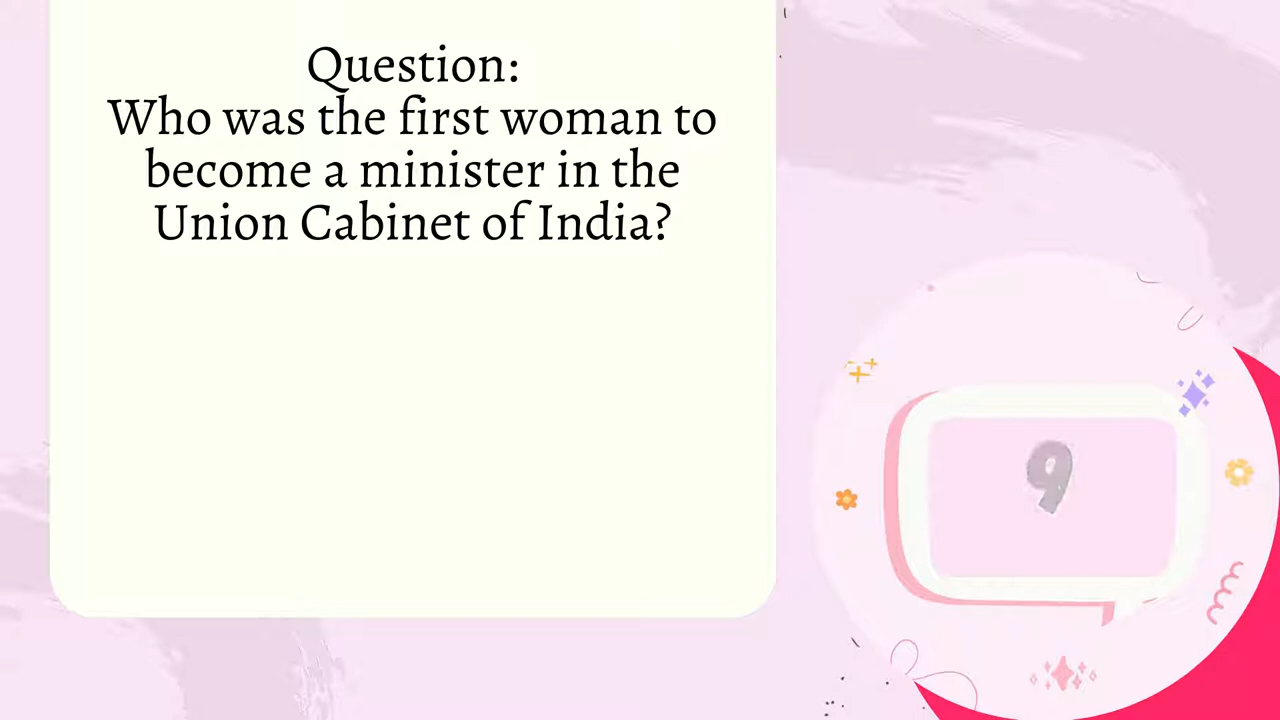 Question:
Who was the first woman to
become a minister in the
Union Cabinet of India?
9